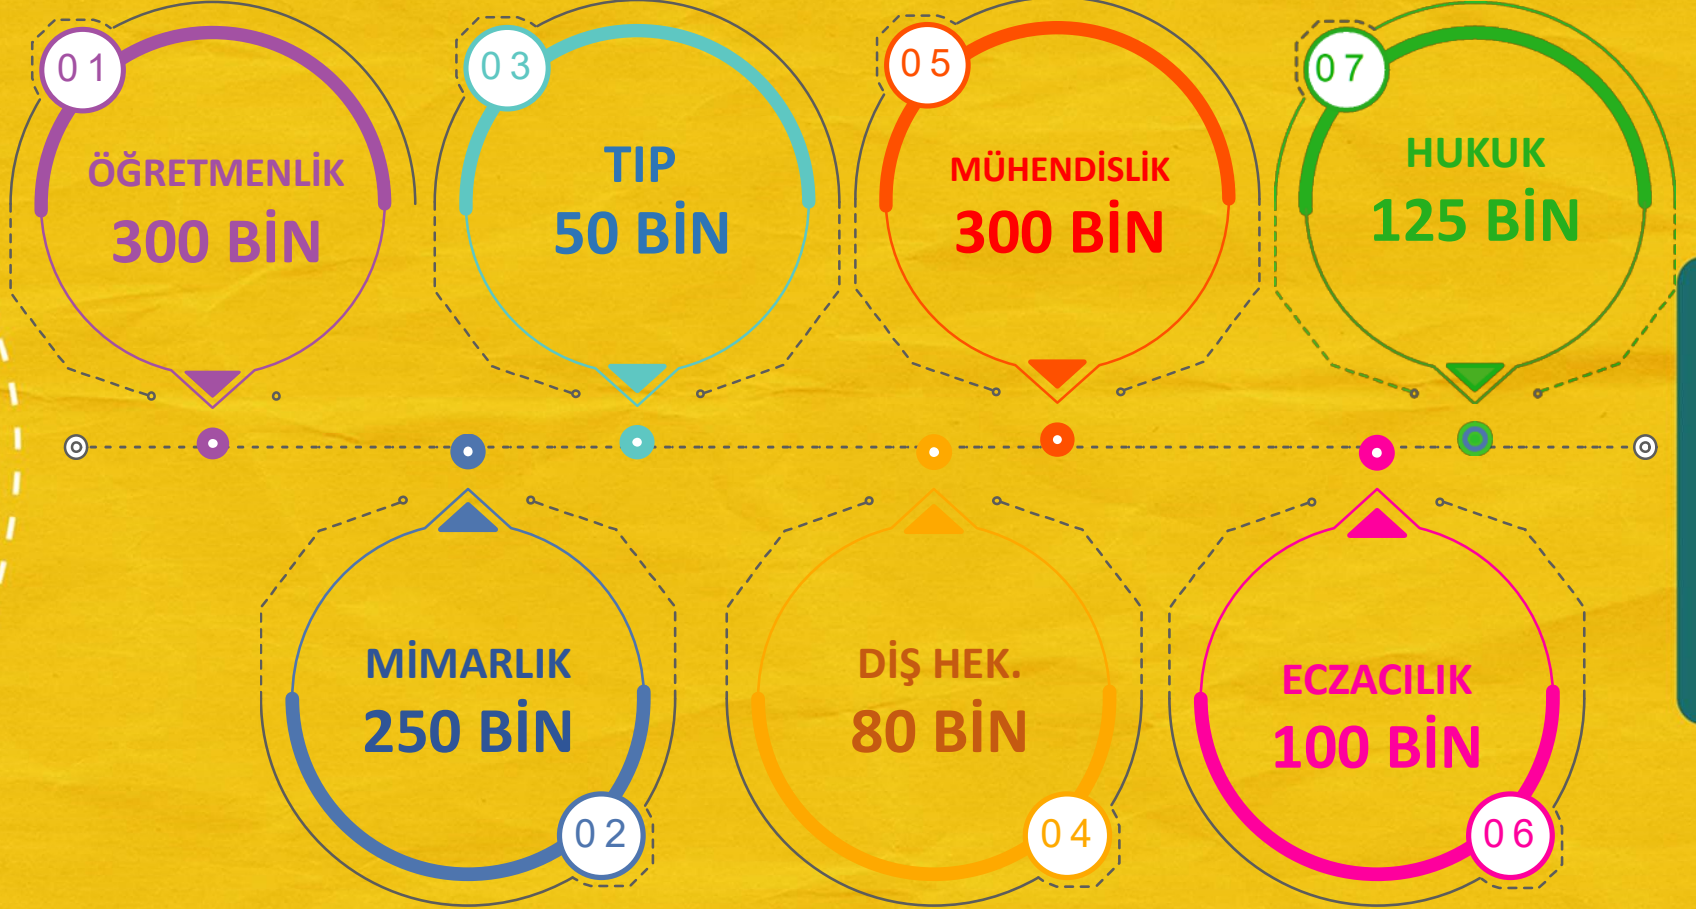 01
ÖĞRETMENLİK
300 BİN
03
TIP
50 BİN
05
MÜHENDİSLİK
300 BİN
07
HUKUK
125 BİN
MİMARLIK
250 BİN
02
DİŞ HEK.
80 BİN
04
ECZACILIK
100 BİN
06